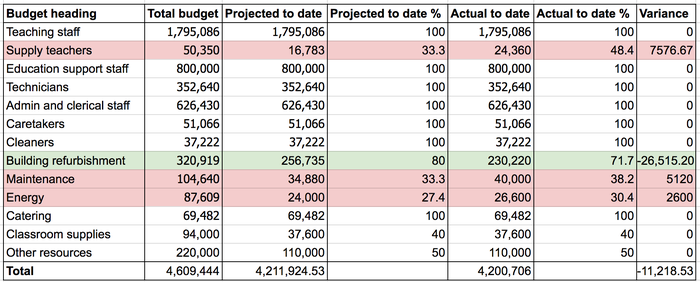 Budget heading Total budget Projected to date Projected to date % Actual to date Actual to date % Variance
Teaching staff 1,795,086 1,795,086 100 1,795,086 100 0
Supply teachers 50,350 16,783 33.3 24,360 48.4 7576.67
Education support staff 800,000 800,000 100 800,000 100 0
Technicians 352,640 352,640 100 352,640 100 0
Admin and clerical staff 626,430 626,430 100 626,430 100 0
Caretakers 51,066 51,066 100 51,066 100 0
Cleaners 37,222 37,222 100 37,222 100 0
Building refurbishment 320,919 256,735 80 230,220 71.7 -26,515.20
Maintenance 104,640 34,880 33.3 40,000 38.2 5120
Energy 87,609 24,000 27.4 26,600 30.4 2600
Catering 69,482 69,482 100 69,482 100 0
Classroom supplies 94,000 37,600 40 37,600 40 0
Other resources 220,000 110,000 50 110,000 50 0
Total 4,609,444 4,211,924.53 4,200,706 -11,218.53